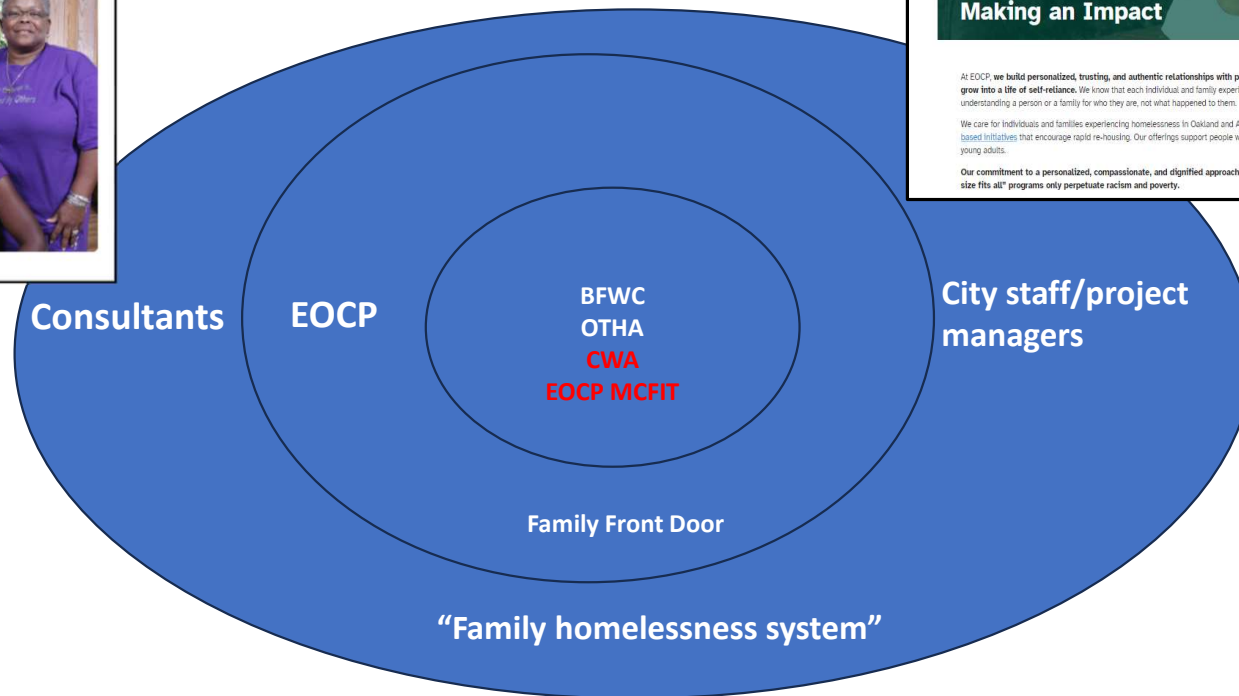 Making an Impact
At EOCP, we build personalized, trusting, and authentic relationships with
grow into a life of self-reliance. We know that each individual and family
understanding a person or a family for who they are, not what happened to them.
We care for individuals and families experiencing homelessness in Oakland and
based initiatives that encourage rapid re-housing. Our offerings support people
young adults.
Our commitment to a personalized, compassionate, and dignified approach
size fits all" programs only perpetuate racism and poverty.
Consultants
EOCP
BFWC
OTHA
CWA
EOCP MCFIT
City staff/project
managers
Family Front Door
“Family homelessness system”